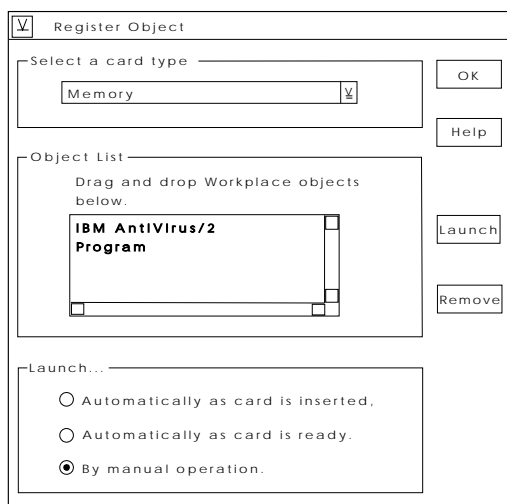 Register Object
Select a card type
OK
Memory
Help
Object List
Drag and drop Workplace objects
below.
IBM AntiVirus/2
Program
Launch
Remove
Launch...
Automatically as card is inserted,
Automatically as card is ready.
By manual operation.